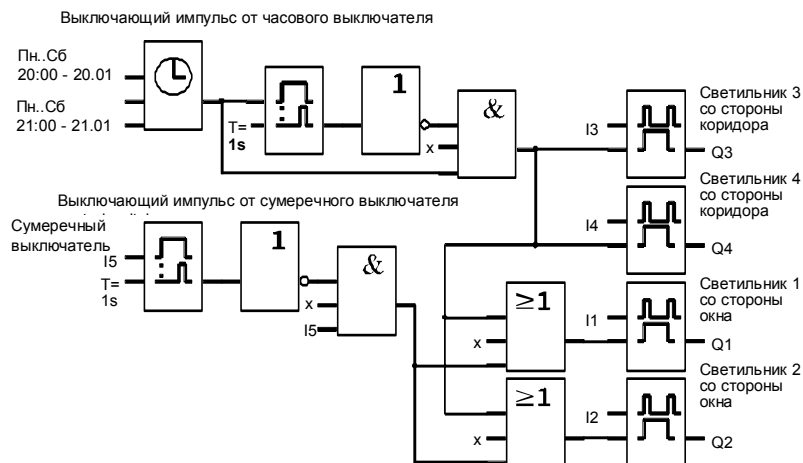 Выключающий импульс от часового выключателя
Пн..Сб
20:00 - 20.01
Пн..Сб
21:00 - 21.01
T=
1s
1
x
&
I3
Светильник 3
со стороны
коридора
Q3
I4
Светильник 4
со стороны
коридора
Q4
Выключающий импульс от сумеречного выключателя
Сумеречный
выключатель
I5
T=
1s
1
x
I5
&
≥1
x
I1
Светильник 1
со стороны
окна
Q1
≥1
x
I2
Светильник 2
со стороны
окна
Q2